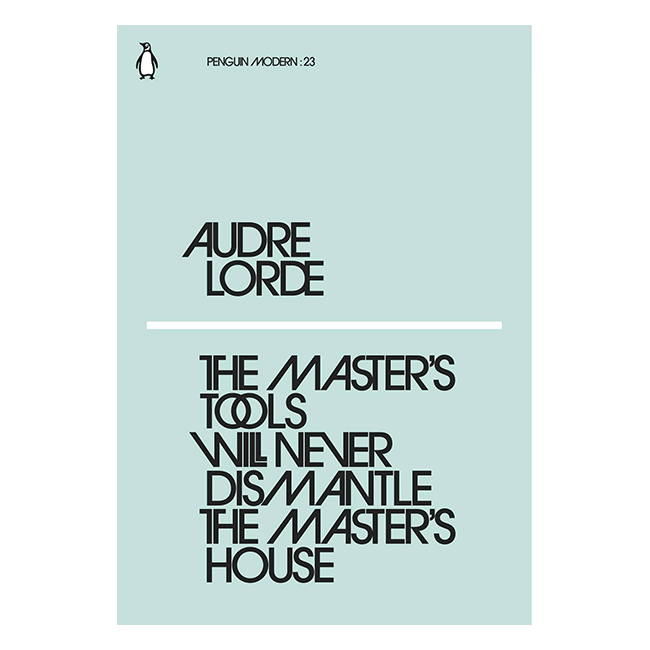 PENGUIN MODERN : 23
AUDRE
LORDE
THE MASTER'S
TOOLS
WILL NEVER
DISMANTLE
THE MASTER'S
HOUSE